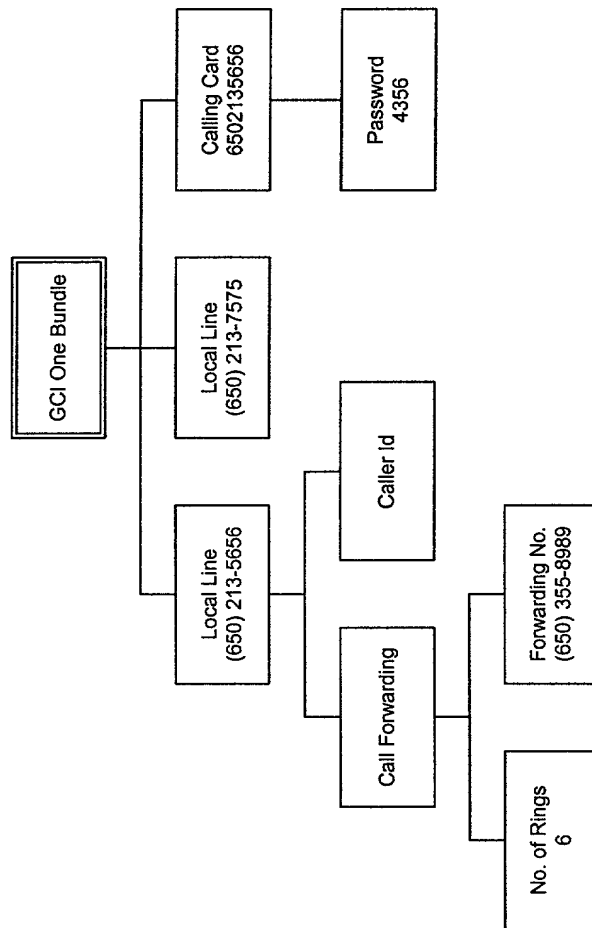 GCI One Bundle
Local Line
(650) 213-5656
Local Line
(650) 213-7575
Calling Card
6502135656
Call Forwarding
Caller Id
Password
4356
No. of Rings
6
Forwarding No.
(650) 355-8989